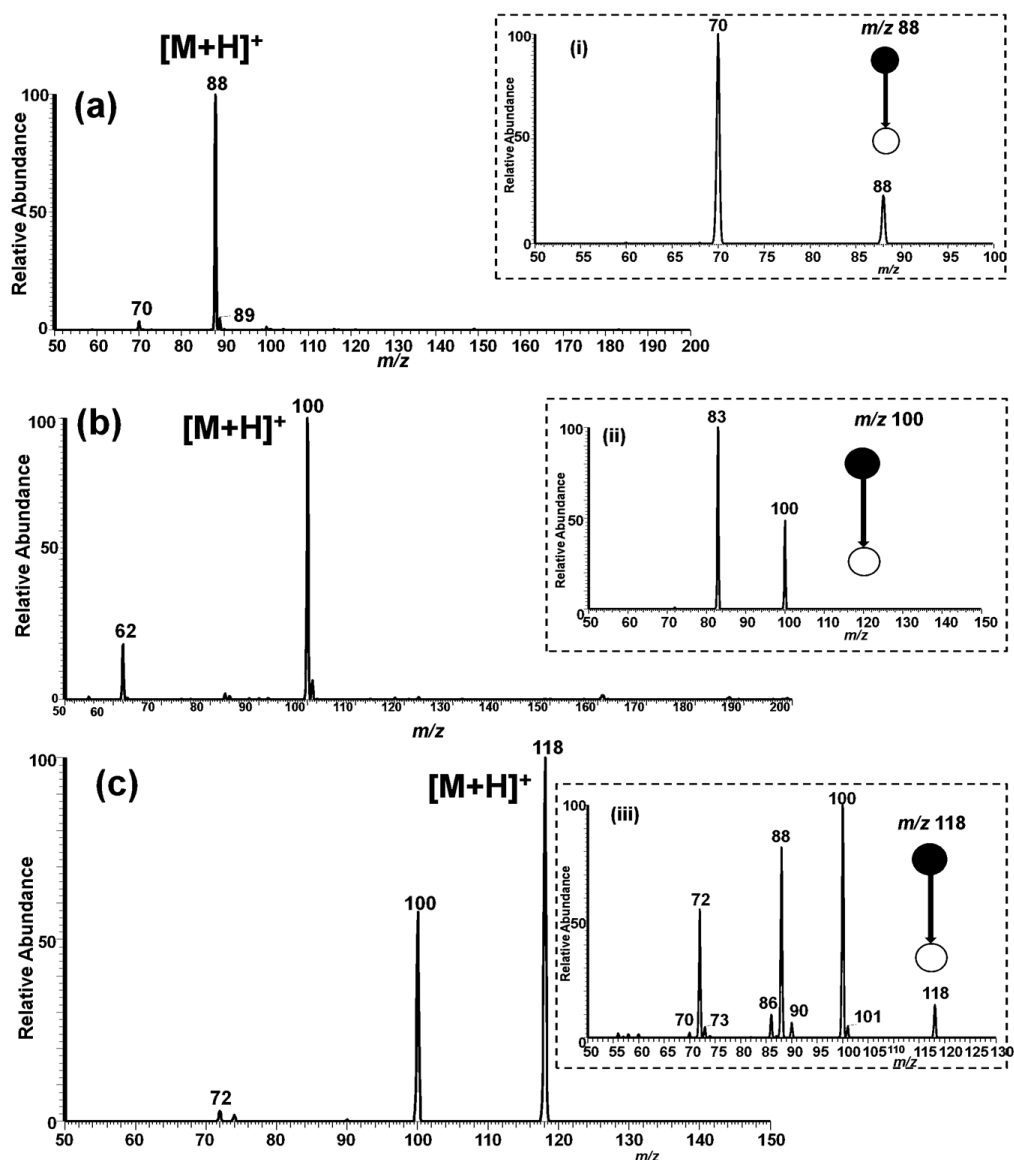 [M+H]+
(a)
Relative Abundance
100
50
0
88
70
89
50 60 70 80 90 100 110 120 130 140 150 160 170 180 190 200
m/z
(i)
m/z 88
Relative Abundance
100
50
0
70
88
50 55 60 65 70 75 80 85 90 95 100
m/z
(b)
[M+H]+
Relative Abundance
100
50
0
100
62
50 60 70 80 90 100 110 120 130 140 150 160 170 180 190 200
m/z
(ii)
m/z 100
Relative Abundance
100
50
0
83
100
50 60 70 80 90 100 110 120 130 140 150
m/z
(c)
[M+H]+
Relative Abundance
100
50
0
118
100
72
50 60 70 80 90 100 110 120 130 140 150
m/z
(iii)
m/z 118
Relative Abundance
100
50
0
100
88
72
70
73
86
90
101
118
50 56 60 65 70 75 80 86 90 95 100 105 110 115 120 125 130
m/z